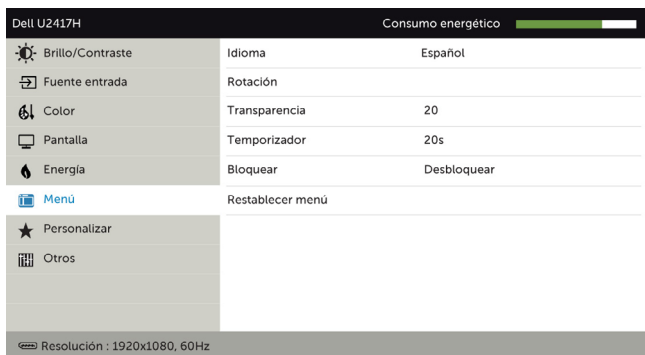 Dell U2417H Consumo energético
Brillo/Contraste Idioma Español
Fuente entrada Rotación
Color Transparencia 20
Pantalla Temporizador 20s
Energía Bloquear Desbloquear
Menú Restablecer menú
Personalizar
Otros
Resolución : 1920x1080, 60Hz